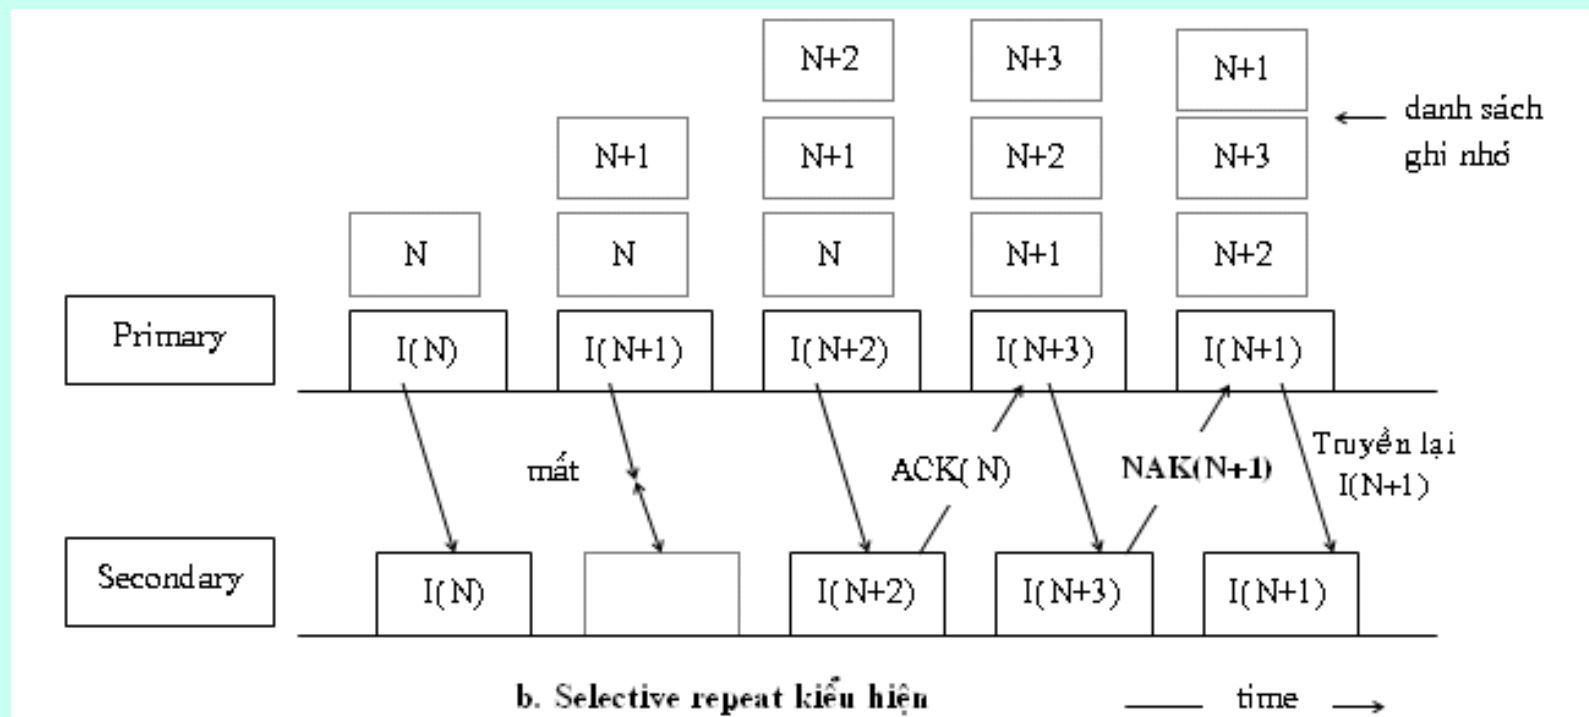 N+2 N+3 N+1
danh sách
N+1 N+1 N+2 N+3
ghi nhớ
N N N N+1 N+2
Primary I(N) I(N+1) I(N+2) I(N+3) I(N+1)
Truyền lại
mất ACK(N) NAK(N+1)
I(N+1)
Secondary I(N) I(N+2) I(N+3) I(N+1)
b. Selective repeat kiểu hiện time